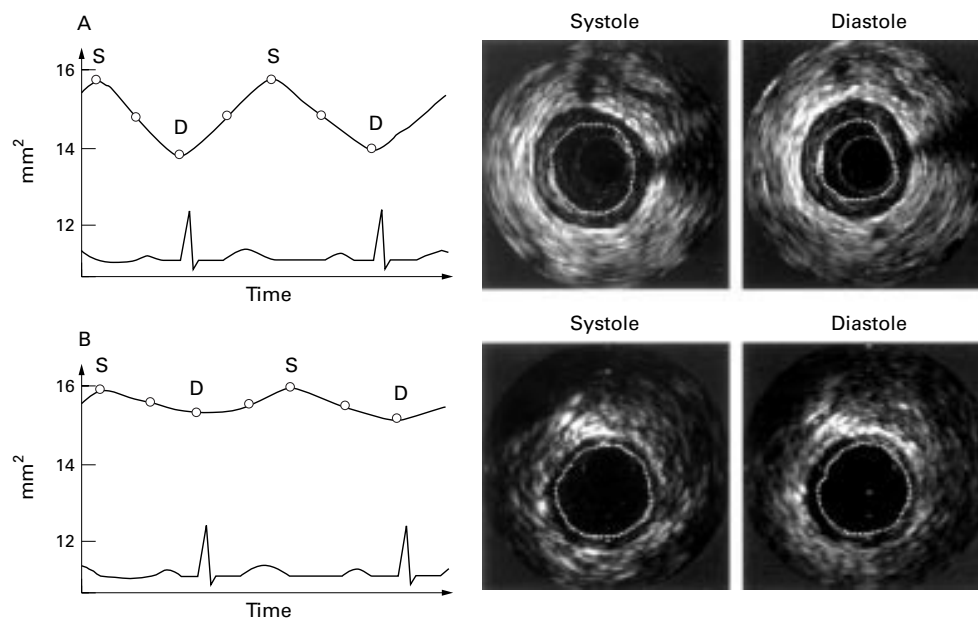 A
Systole
Diastole
16
14
12
mm²
S
D
S
D
Time
B
Systole
Diastole
16
14
12
mm²
S
D
S
D
Time